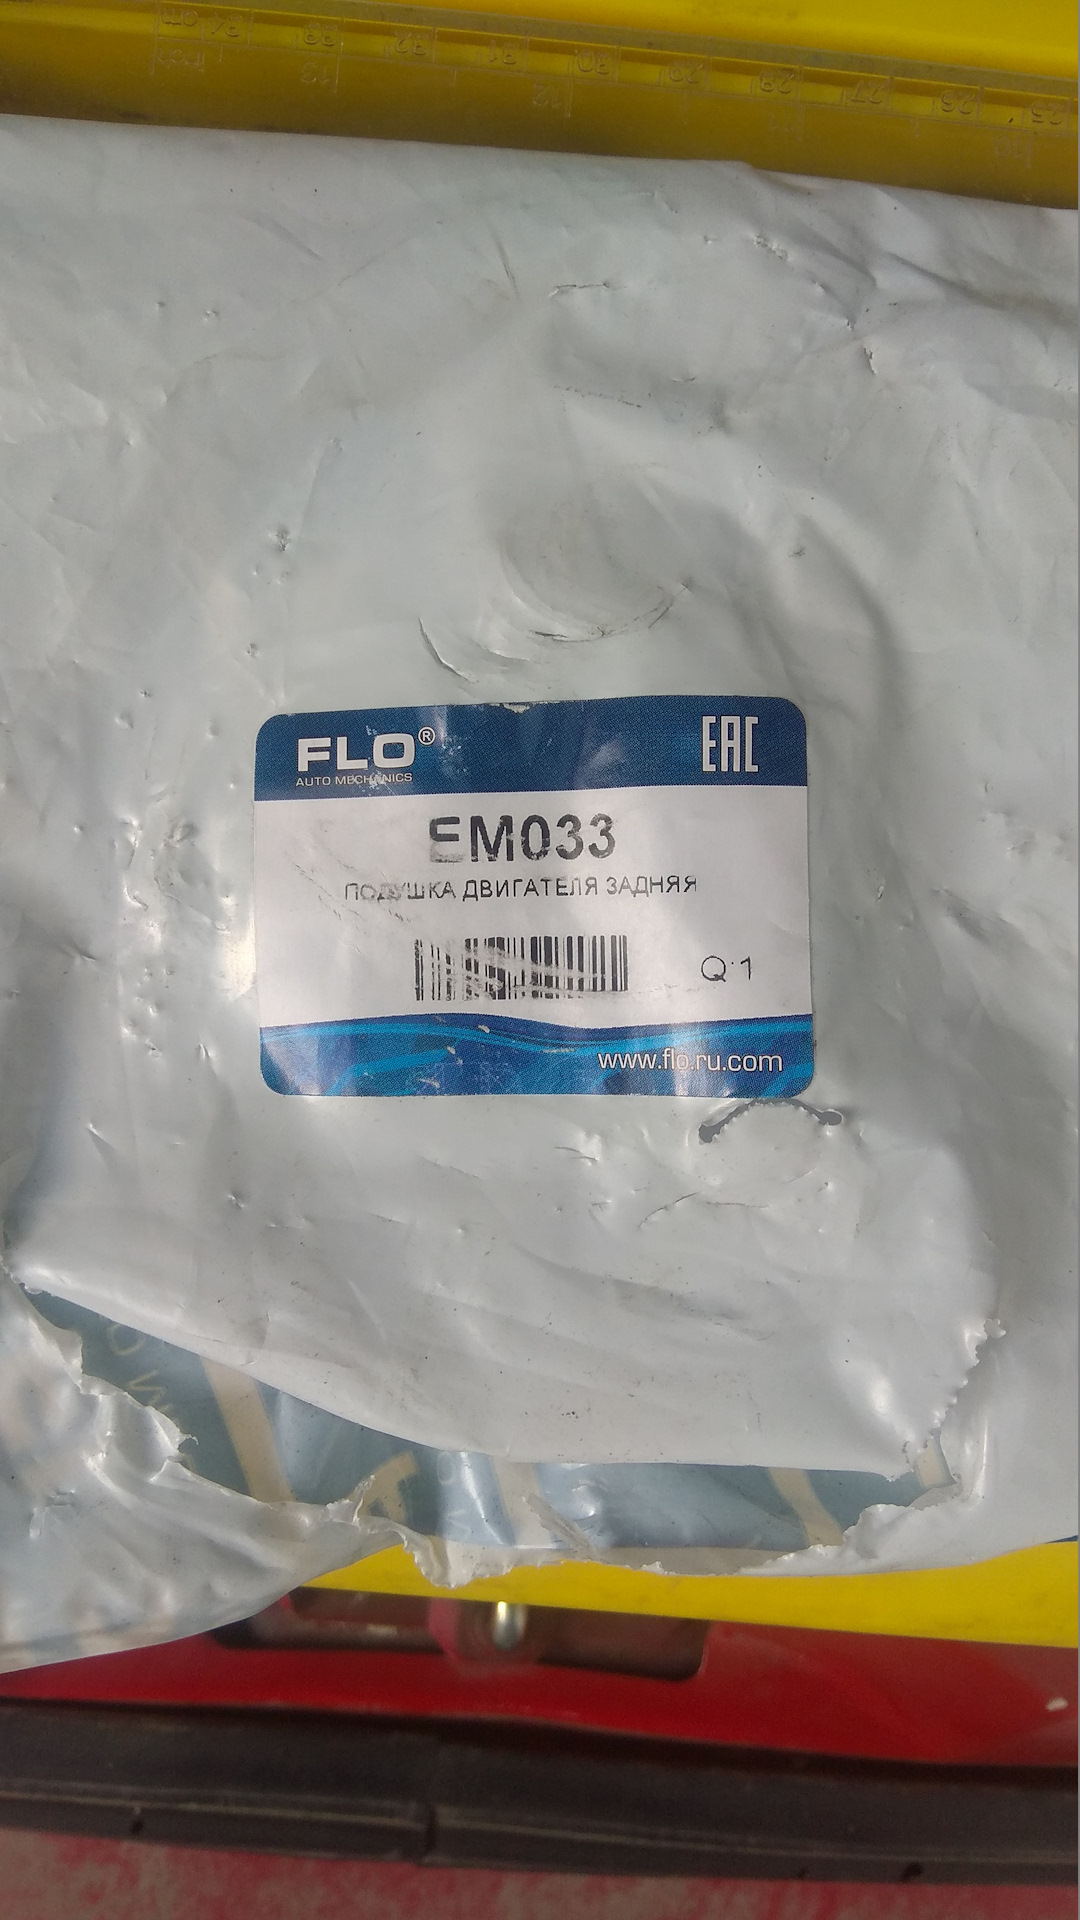 FLO®
AUTO MECHANICS
EAC
EM033
ПОДУШКА ДВИГАТЕЛЯ ЗАДНЯЯ
Q:1
www.flo.ru.com